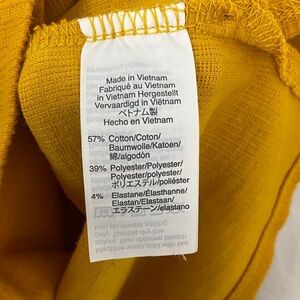 Made in Vietnam
Fabriqué au Vietnam
in Vietnam Hergestellt
Vervaardigd in Viëtnam
ベトナム製
Hecho en Vietnam
57% Cotton/Coton/
Baumwolle/Katoen/
綿/algodón
39% Polyester/Polyester/
Polyester/polyester/
ポリエステル/poliéster
4% Elastane/Élasthanne/
Elastan/Elastaan/
エラステーン/elastano